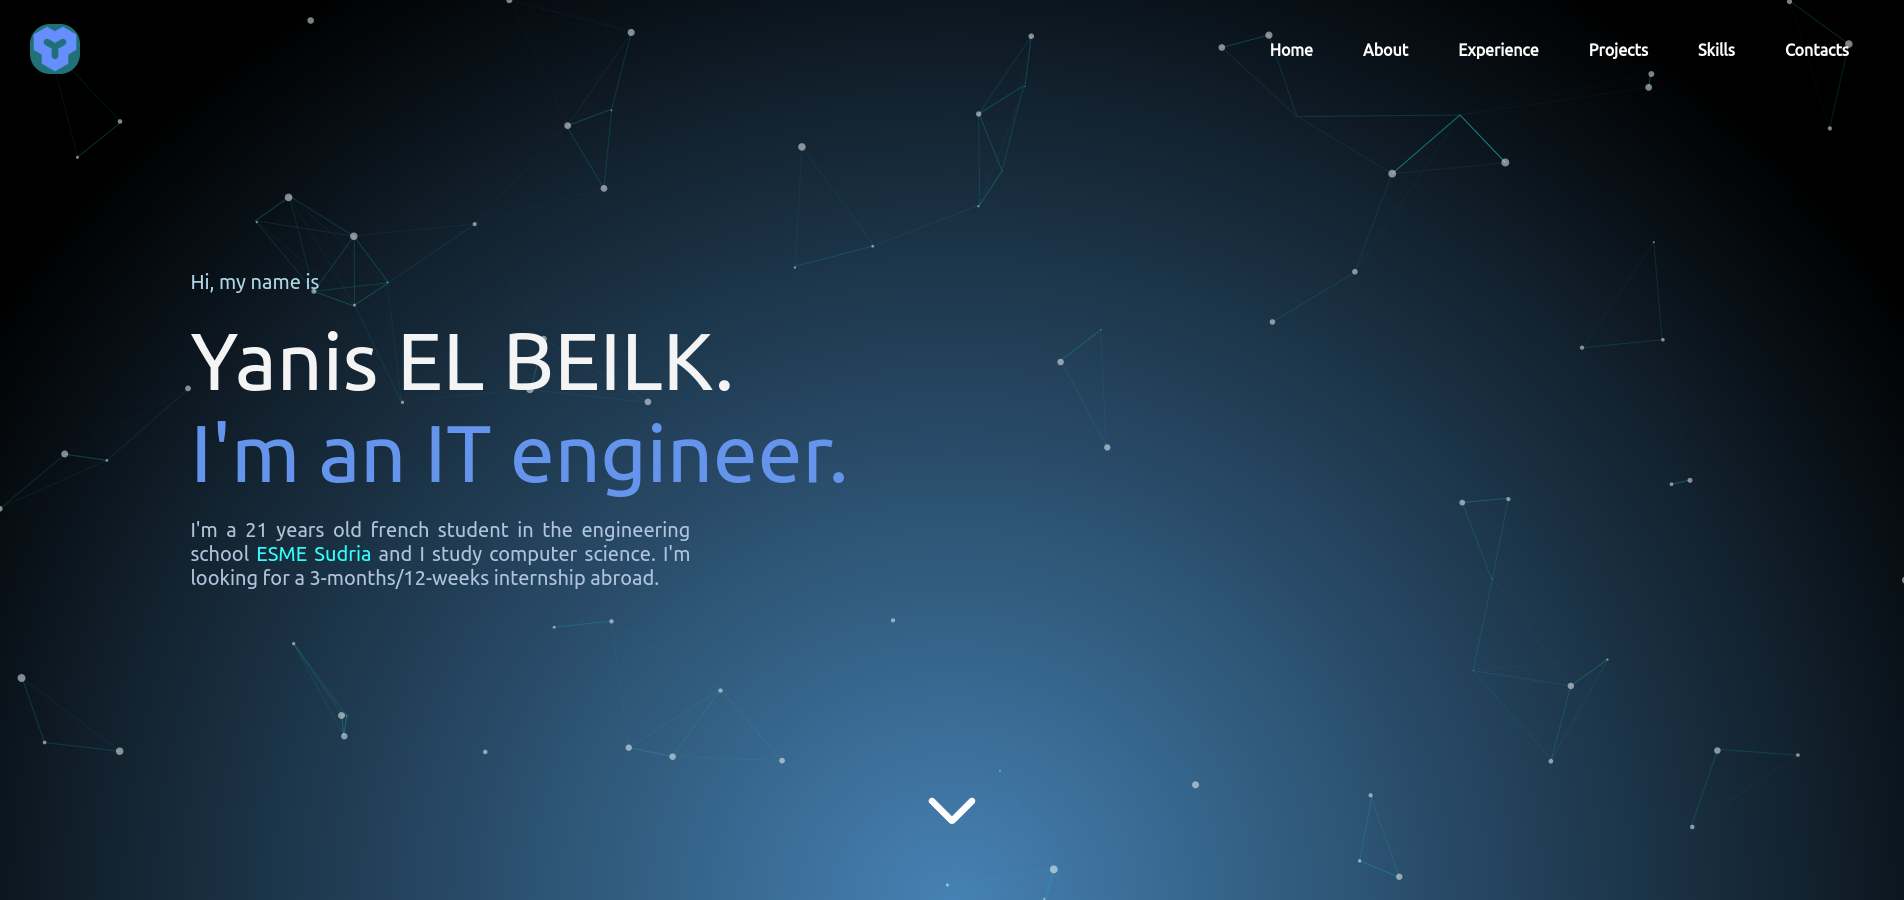 Home About Experience Projects Skills Contacts
Hi, my name is
Yanis EL BEILK.
I'm an IT engineer.
I'm a 21 years old french student in the engineering
school ESME Sudria and I study computer science. I'm
looking for a 3-months/12-weeks internship abroad.